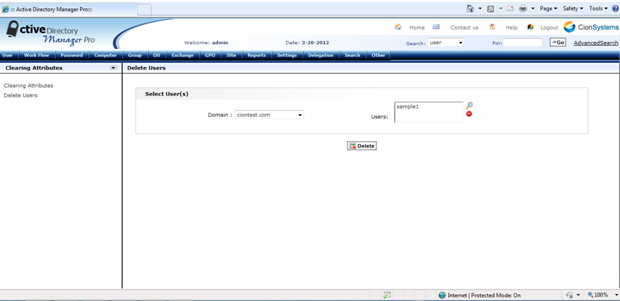 ::: Active Directory Manager Pro:::
Page Safety Tools
Active Directory
Manager Pro
Home Contact us Help Logout CionSystems
Welcome: admin Date: 3-26-2012 Search: user For: Go AdvancedSearch
User Work Flow Password Computer Group OU Exchange GPO Site Reports Settings Delegation Search Other
Clearing Attributes Delete Users
Clearing Attributes
Delete Users
Select User(s)
Domain : ciontest.com Users: sample1
Delete
Internet | Protected Mode: On 100%